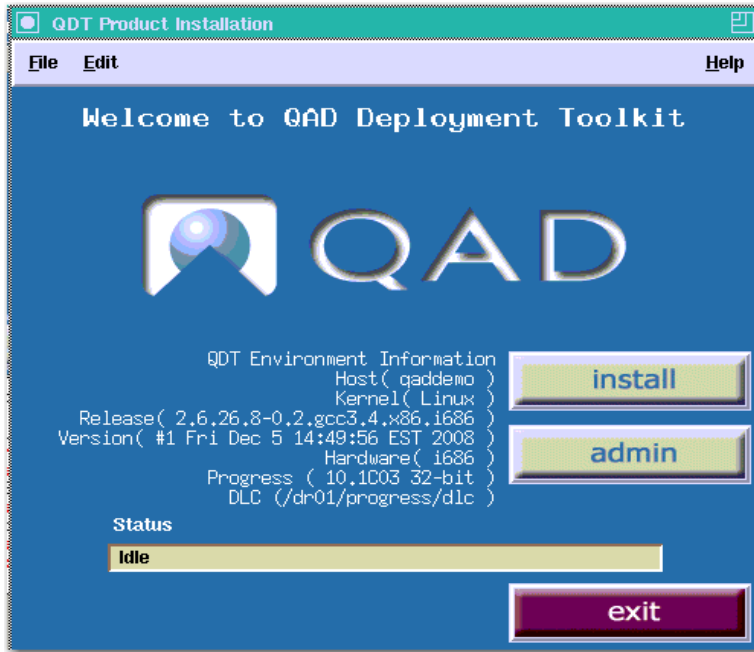 QDT Product Installation
File Edit Help
Welcome to QAD Deployment Toolkit
QAD
QDT Environment Information
Host( qaddemo )
Kernel( Linux )
Release( 2.6.26.8-0.2.gcc3.4.x86.i686 )
Version( #1 Fri Dec 5 14:49:56 EST 2008 )
Hardware( i686 )
Progress ( 10.1C03 32-bit )
DLC (/dr01/progress/dlc )
install
admin
Status
Idle
exit